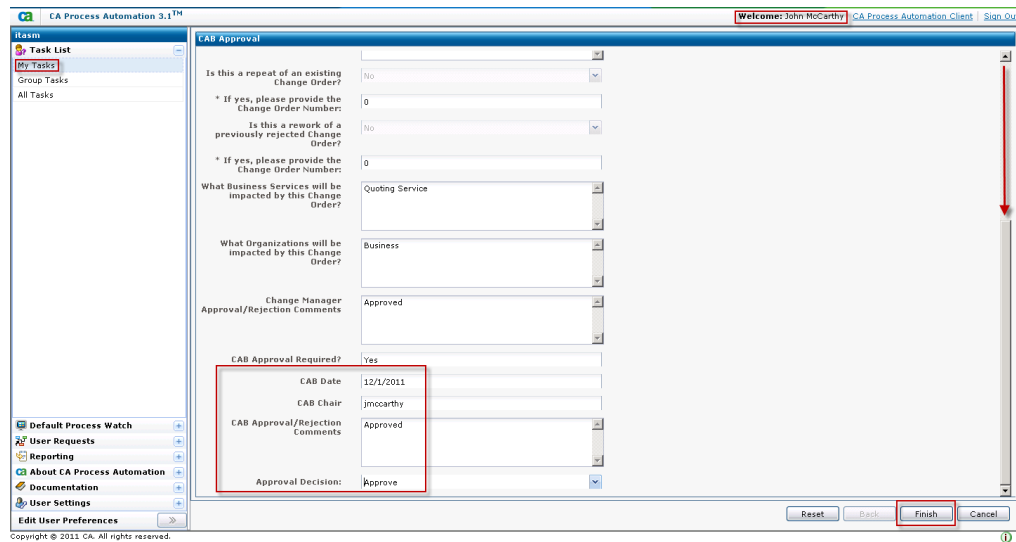 ca CA Process Automation 3.1TM
Welcome: John McCarthy CA Process Automation Client Sign Ou
itasm
Task List
My Tasks
Group Tasks
All Tasks
CAB Approval
Is this a repeat of an existing
Change Order?
No
* If yes, please provide the
Change Order Number:
0
Is this a rework of a
previously rejected Change
Order?
No
* If yes, please provide the
Change Order Number:
0
What Business Services will be
impacted by this Change
Order?
Quoting Service
What Organizations will be
impacted by this Change
Order?
Business
Change Manager
Approval/Rejection Comments
Approved
CAB Approval Required?
Yes
CAB Date
12/1/2011
CAB Chair
jmccarthy
CAB Approval/Rejection
Comments
Approved
Approval Decision:
Approve
Default Process Watch
User Requests
Reporting
ca About CA Process Automation
Documentation
User Settings
Edit User Preferences
Reset Back Finish Cancel
Copyright © 2011 CA. All rights reserved.